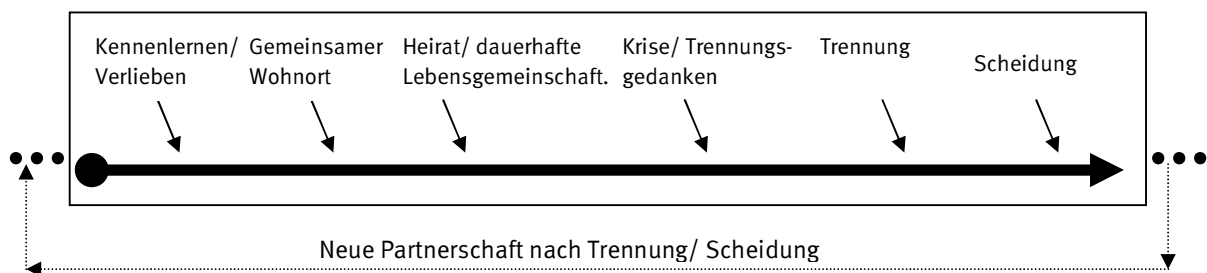 Kennenlernen/
Verlieben
Gemeinsamer
Wohnort
Heirat/ dauerhafte
Lebensgemeinschaft.
Krise/ Trennungs-
gedanken
Trennung
Scheidung
Neue Partnerschaft nach Trennung/ Scheidung